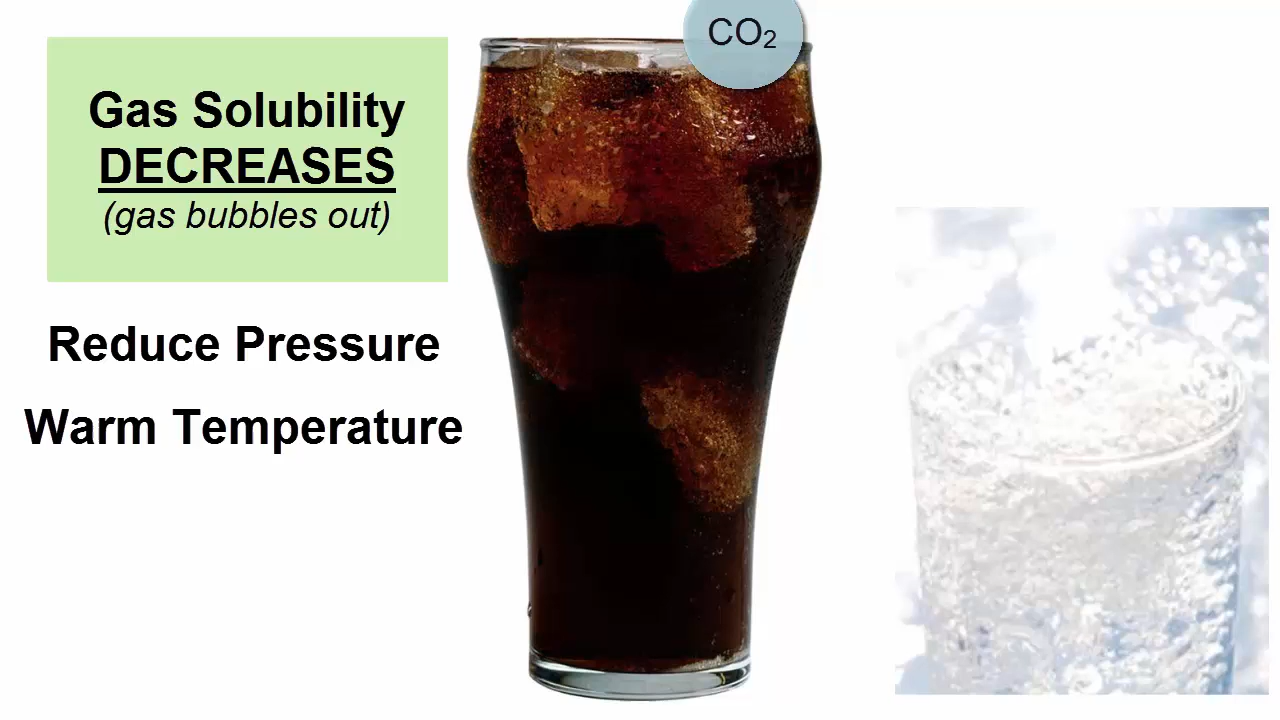 CO₂
Gas Solubility
DECREASES
(gas bubbles out)
Reduce Pressure
Warm Temperature